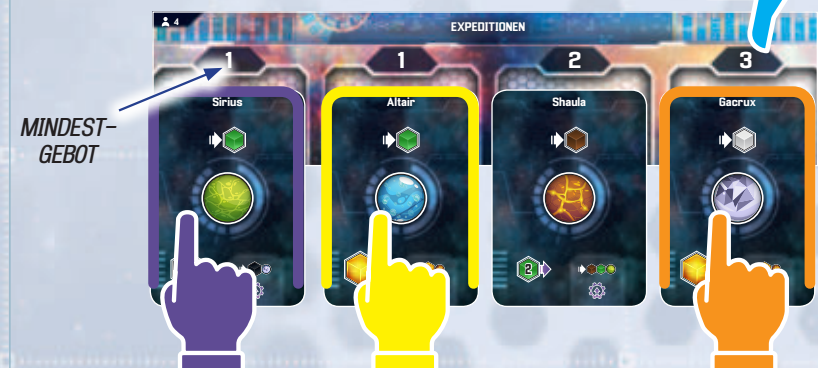 4
EXPEDITIONEN
1 1 2 3
MINDEST-
GEBOT
Sirius Altair Shaula Gacrux
2